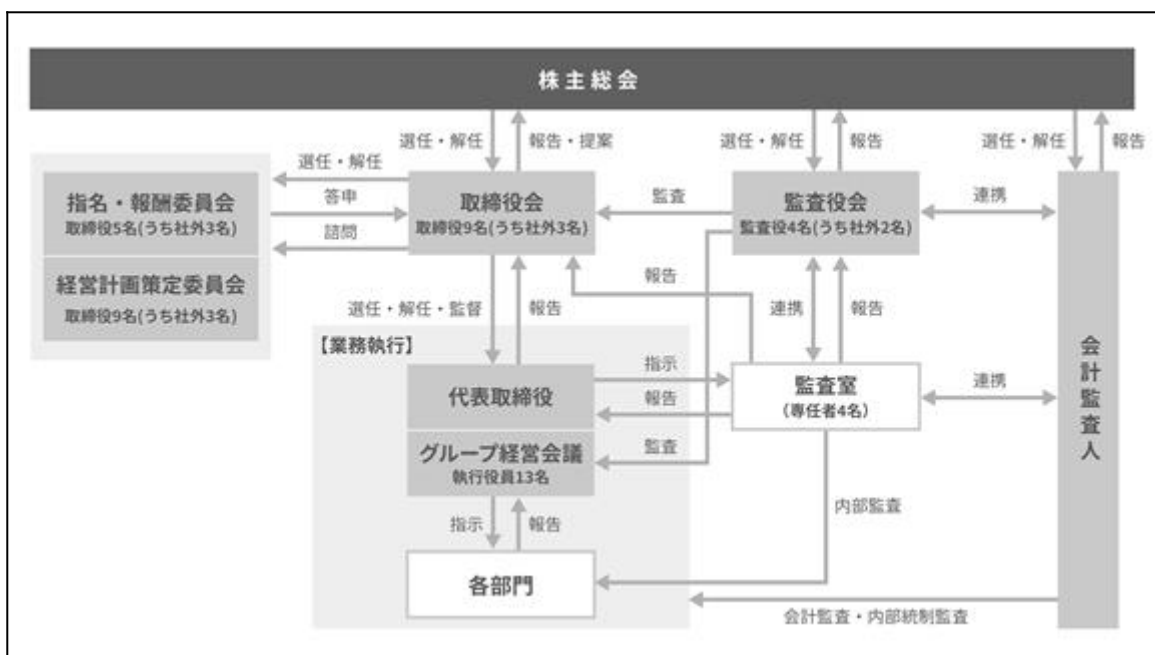 株主総会
選任・解任
報告・提案
選任・解任
報告
選任・解任
報告
選任・解任
答申
諮問
指名・報酬委員会
取締役5名(うち社外3名)
経営計画策定委員会
取締役9名(うち社外3名)
取締役会
取締役9名(うち社外3名)
監査
監査役会
監査役4名(うち社外2名)
連携
選任・解任・監督
報告
報告
連携
報告
【業務執行】
代表取締役
指示
報告
監査
監査室
(専任者4名)
連携
会計監査人
グループ経営会議
執行役員13名
指示
報告
内部監査
各部門
会計監査・内部統制監査